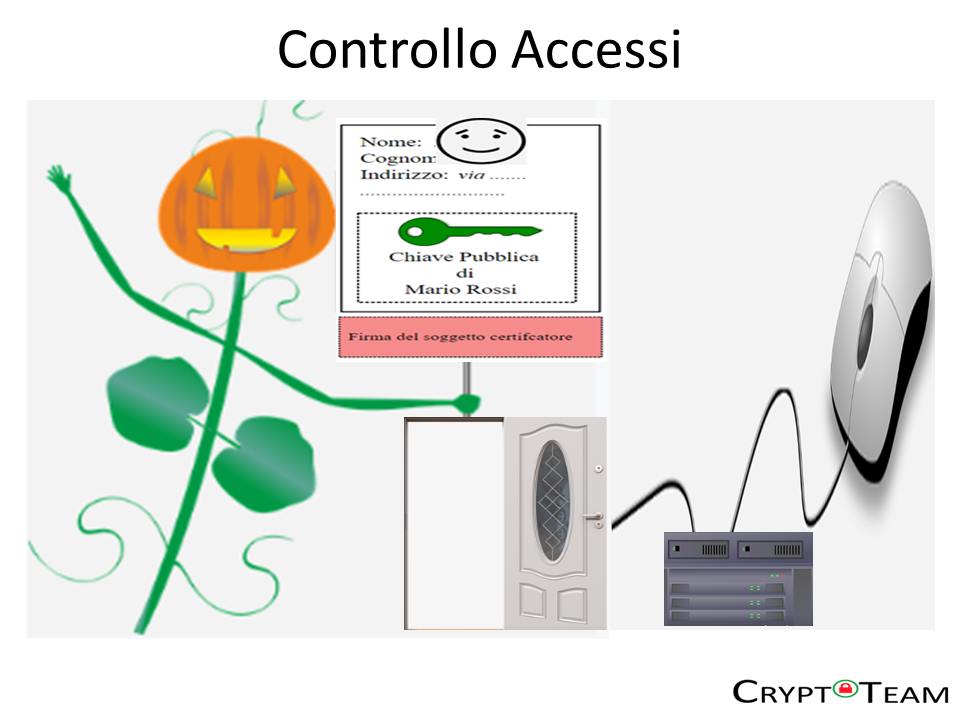 Controllo Accessi
Nome:
Cognom
Indirizzo: via .......
..........................
Chiave Pubblica
di
Mario Rossi
Firma del soggetto certifcatore
CRYPTOTEAM